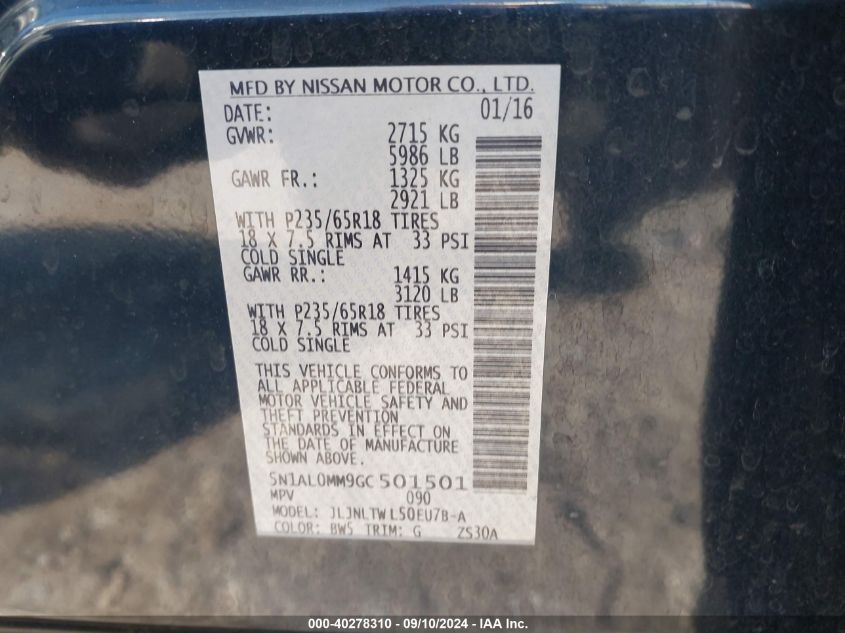 MFD BY NISSAN MOTOR CO., LTD.
DATE: 01/16
GVWR: 2715 KG
5986 LB
GAWR FR.: 1325 KG
2921 LB
WITH P235/65R18 TIRES
18 X 7.5 RIMS AT 33 PSI
COLD SINGLE
GAWR RR.: 1415 KG
3120 LB
WITH P235/65R18 TIRES
18 X 7.5 RIMS AT 33 PSI
COLD SINGLE
THIS VEHICLE CONFORMS TO
ALL APPLICABLE FEDERAL
MOTOR VEHICLE SAFETY AND
THEFT PREVENTION
STANDARDS IN EFFECT ON
THE DATE OF MANUFACTURE
SHOWN ABOVE.
5N1AL0MM9GC501501
MPV 090
MODEL: JLJNLTWL50EU7B-A
COLOR: BW5 TRIM: G ZS30A
000-40278310 - 09/10/2024 - IAA Inc.